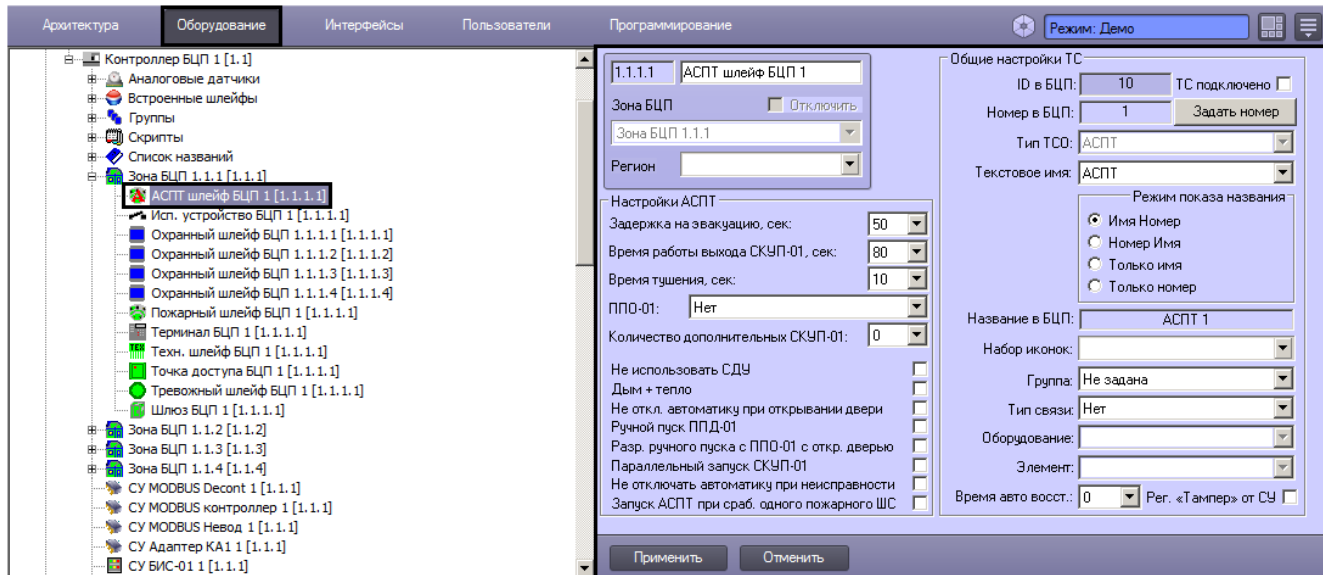 Архитектура Оборудование Интерфейсы Пользователи Программирование Режим: Демо
Контроллер БЦП 1 [1.1]
Аналоговые датчики
Встроенные шлейфы
Группы
Скрипты
Список названий
Зона БЦП 1.1.1 [1.1.1]
АСПТ шлейф БЦП 1 [1.1.1.1]
Исп. устройство БЦП 1 [1.1.1.1]
Охранный шлейф БЦП 1.1.1.1 [1.1.1.1]
Охранный шлейф БЦП 1.1.1.2 [1.1.1.2]
Охранный шлейф БЦП 1.1.1.3 [1.1.1.3]
Охранный шлейф БЦП 1.1.1.4 [1.1.1.4]
Пожарный шлейф БЦП 1 [1.1.1.1]
Терминал БЦП 1 [1.1.1.1]
Техн. шлейф БЦП 1 [1.1.1.1]
Точка доступа БЦП 1 [1.1.1.1]
Тревожный шлейф БЦП 1 [1.1.1.1]
Шлюз БЦП 1 [1.1.1.1]
Зона БЦП 1.1.2 [1.1.2]
Зона БЦП 1.1.3 [1.1.3]
Зона БЦП 1.1.4 [1.1.4]
СУ MODBUS Decont 1 [1.1.1]
СУ MODBUS контроллер 1 [1.1.1]
СУ MODBUS Невод 1 [1.1.1]
СУ Адаптер КА1 1 [1.1.1]
СУ БИС-01 1 [1.1.1]
1.1.1.1 АСПТ шлейф БЦП 1
Зона БЦП Отключить
Зона БЦП 1.1.1
Регион
Настройки АСПТ
Задержка на эвакуацию, сек: 50
Время работы выхода СКУП-01, сек: 80
Время тушения, сек: 10
ППО-01: Нет
Количество дополнительных СКУП-01: 0
Не использовать СДУ
Дым + тепло
Не откл. автоматику при открывании двери
Ручной пуск ППД-01
Разр. ручного пуска с ППО-01 с откр. дверью
Параллельный запуск СКУП-01
Не отключать автоматику при неисправности
Запуск АСПТ при сраб. одного пожарного ШС
Общие настройки ТС
ID в БЦП: 10 ТС подключено
Номер в БЦП: 1 Задать номер
Тип ТСО: АСПТ
Текстовое имя: АСПТ
Режим показа названия
Имя Номер
Номер Имя
Только имя
Только номер
Название в БЦП: АСПТ 1
Набор иконок:
Группа: Не задана
Тип связи: Нет
Оборудование:
Элемент:
Время авто восст.: 0 Рег. «Тампер» от СУ
Применить Отменить